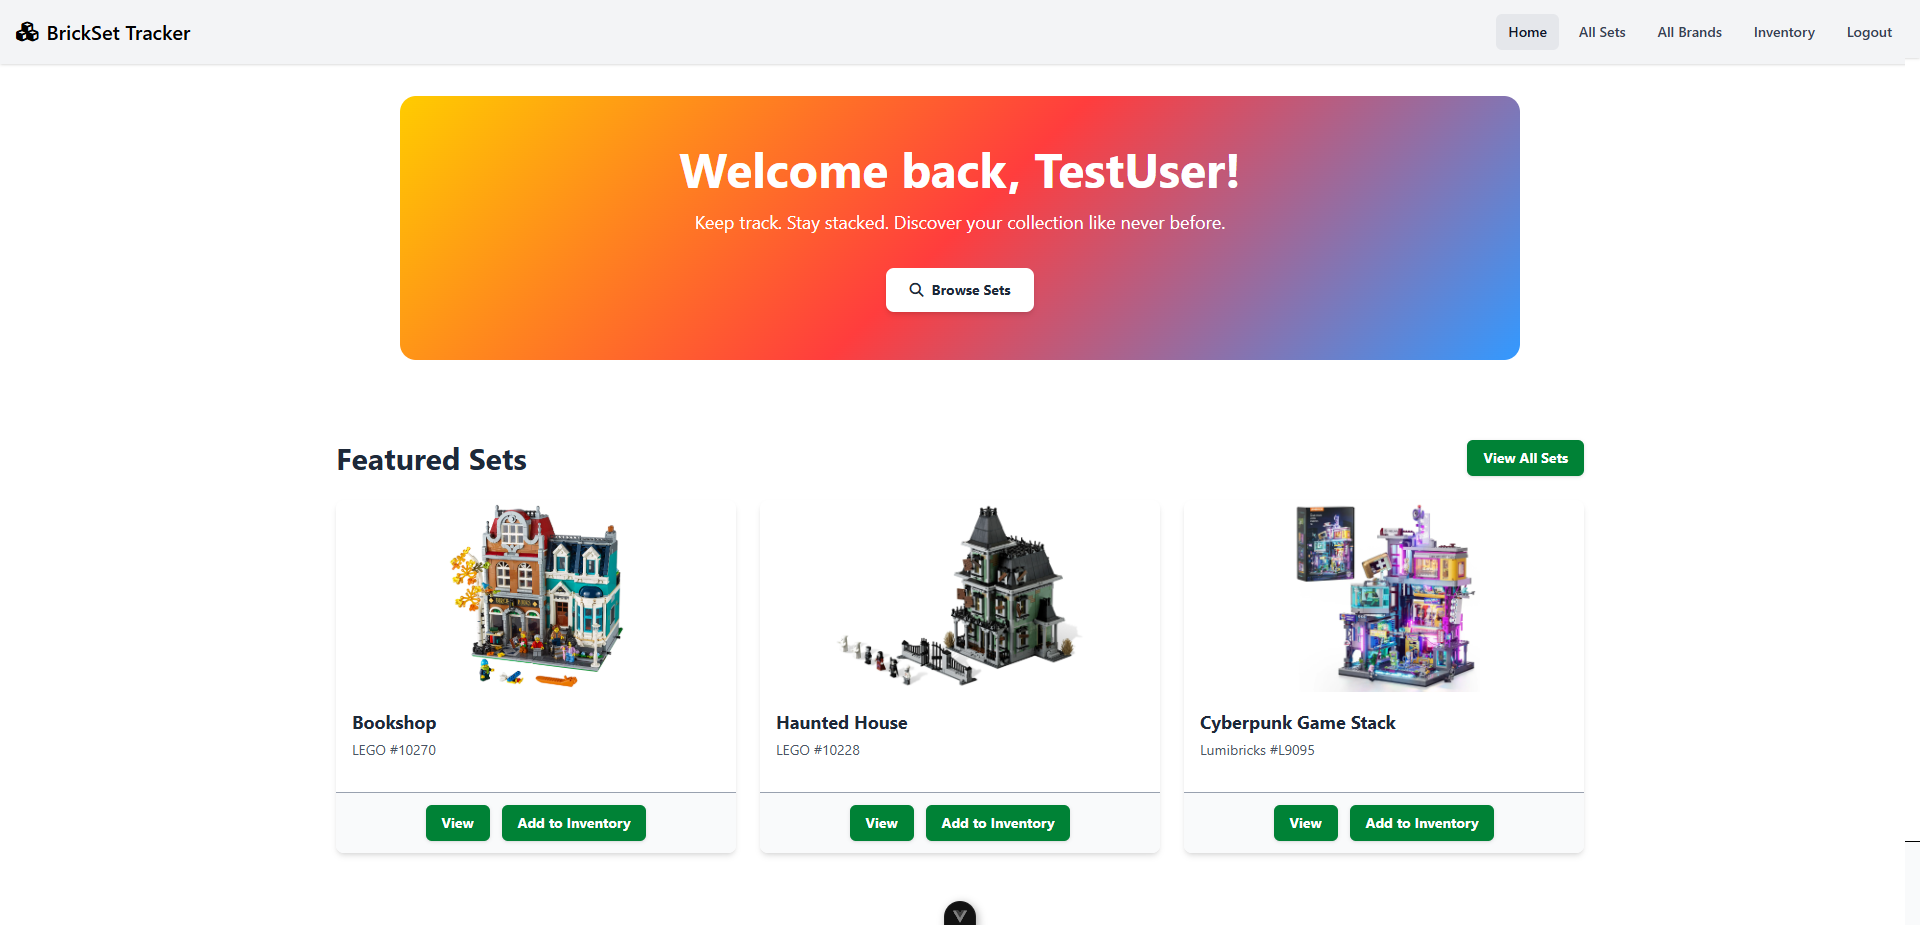 BrickSet Tracker
Home
All Sets
All Brands
Inventory
Logout
Welcome back, TestUser!
Keep track. Stay stacked. Discover your collection like never before.
Browse Sets
Featured Sets
View All Sets
Bookshop
LEGO #10270
View
Add to Inventory
Haunted House
LEGO #10228
View
Add to Inventory
Cyberpunk Game Stack
Lumibricks #L9095
View
Add to Inventory